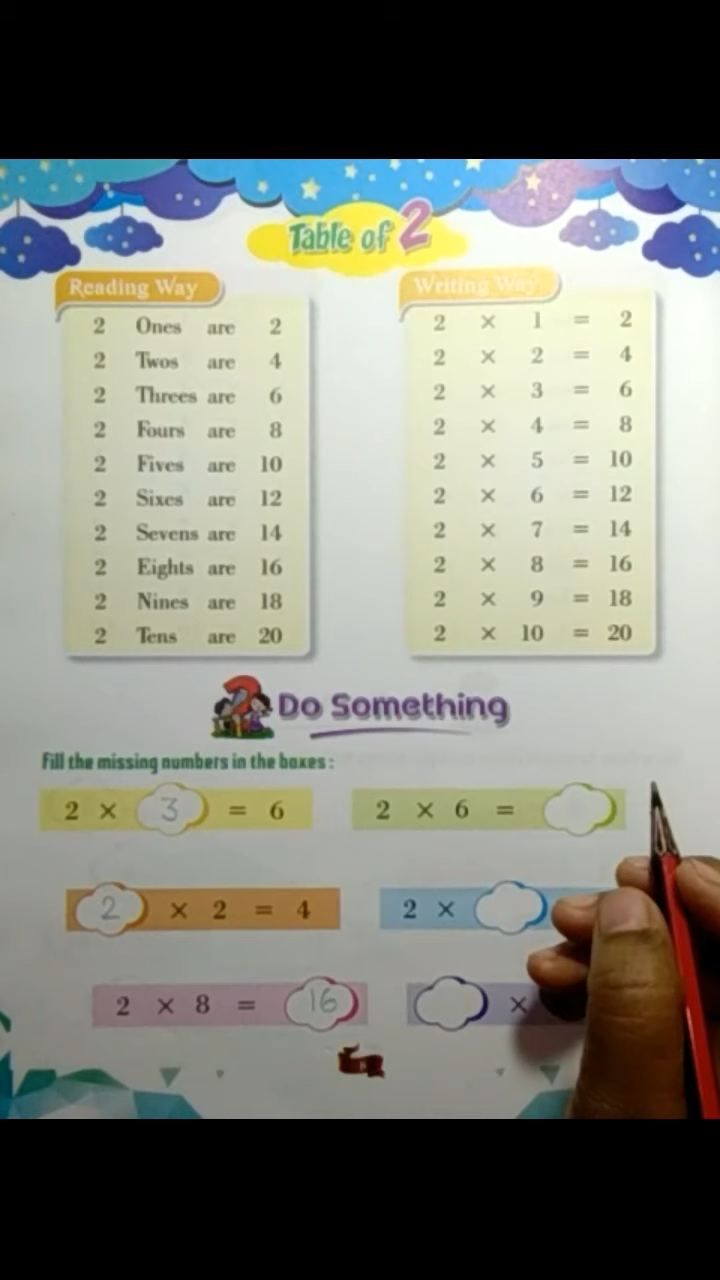 Table of 2
Reading Way
2 Ones are 2
2 Twos are 4
2 Threes are 6
2 Fours are 8
2 Fives are 10
2 Sixes are 12
2 Sevens are 14
2 Eights are 16
2 Nines are 18
2 Tens are 20
Writing Way
2 × 1 = 2
2 × 2 = 4
2 × 3 = 6
2 × 4 = 8
2 × 5 = 10
2 × 6 = 12
2 × 7 = 14
2 × 8 = 16
2 × 9 = 18
2 × 10 = 20
Do Something
Fill the missing numbers in the boxes :
2 × 3 = 6
2 × 6 =
2 × 2 = 4
2 ×
2 × 8 = 16
×